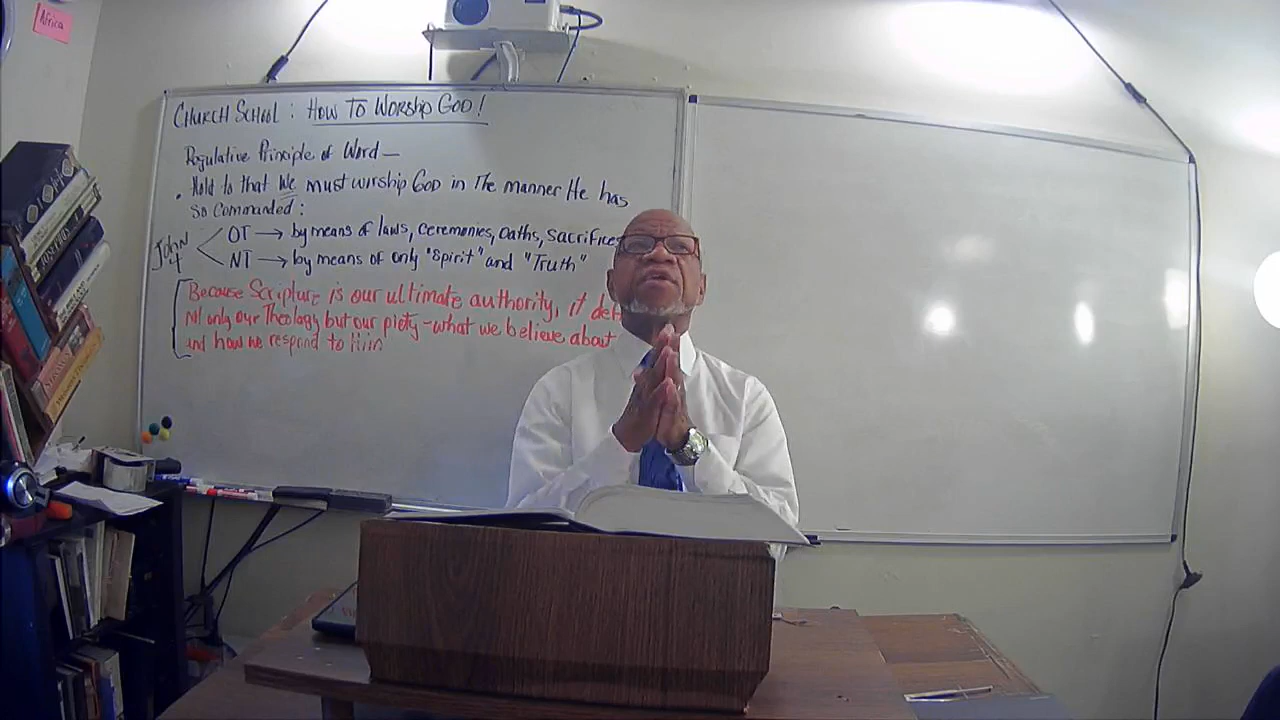 Africa
CHURCH SCHOOL : HOW TO WORSHIP GOD!
Regulative Principle of Word —
• Hold to that We must worship GOD in The manner He has
So Commanded:
John 4
OT → by means of laws, ceremonies, oaths, sacrifices
NT → by means of only "Spirit" and "Truth"
Because Scripture is our ultimate authority, it
not only our Theology but our piety - what we believe about
and how we respond to Him